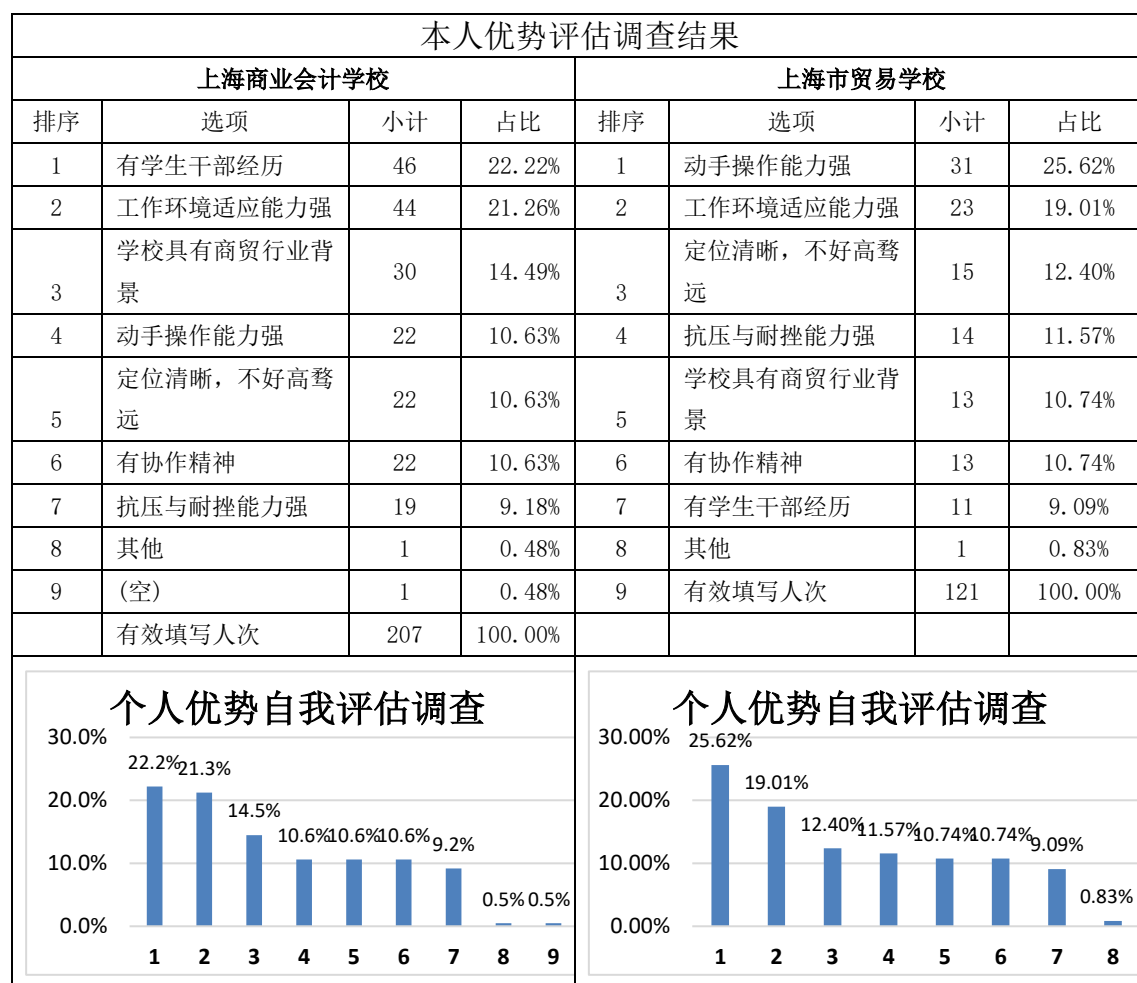 本人优势评估调查结果
上海商业会计学校 上海市贸易学校
排序 选项 小计 占比 排序 选项 小计 占比
1 有学生干部经历 46 22.22% 1 动手操作能力强 31 25.62%
2 工作环境适应能力强 44 21.26% 2 工作环境适应能力强 23 19.01%
学校具有商贸行业背 定位清晰，不好高骛
3 景 30 14.49% 3 远 15 12.40%
4 动手操作能力强 22 10.63% 4 抗压与耐挫能力强 14 11.57%
定位清晰，不好高骛 学校具有商贸行业背
5 远 22 10.63% 5 景 13 10.74%
6 有协作精神 22 10.63% 6 有协作精神 13 10.74%
7 抗压与耐挫能力强 19 9.18% 7 有学生干部经历 11 9.09%
8 其他 1 0.48% 8 其他 1 0.83%
9 (空) 1 0.48% 9 有效填写人次 121 100.00%
有效填写人次 207 100.00%
个人优势自我评估调查
30.0%
20.0%
10.0%
0.0%
22.2% 21.3% 14.5% 10.6% 10.6% 10.6% 9.2% 0.5% 0.5%
1 2 3 4 5 6 7 8 9
个人优势自我评估调查
30.00%
20.00%
10.00%
0.00%
25.62% 19.01% 12.40% 11.57% 10.74% 10.74% 9.09% 0.83%
1 2 3 4 5 6 7 8